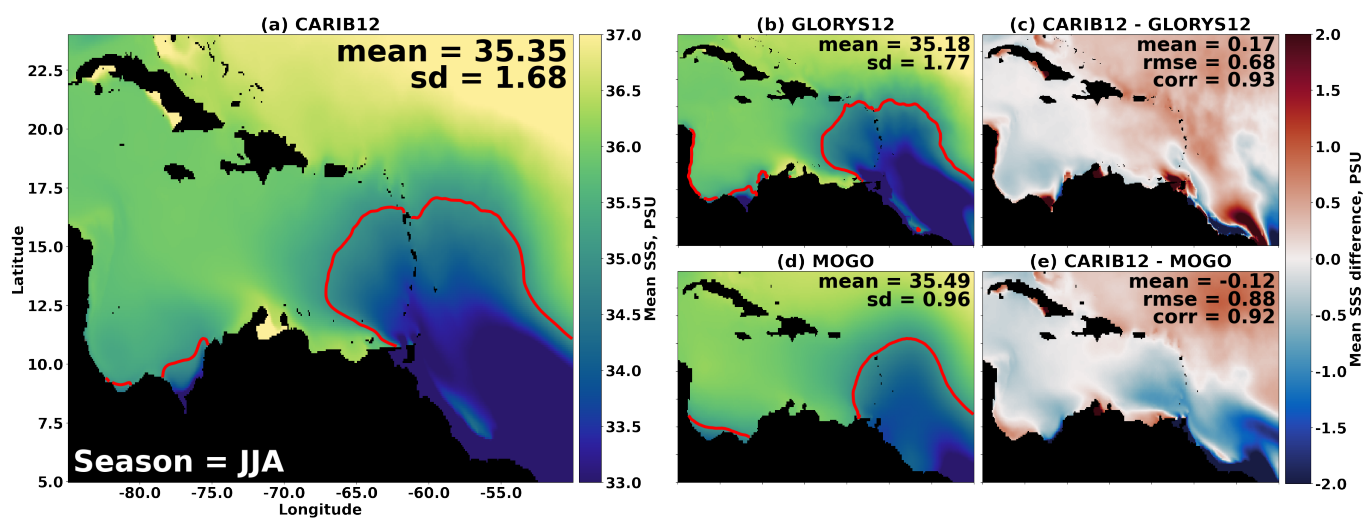 (a) CARIB12
mean = 35.35
sd = 1.68
Season = JJA
22.5
20.0
17.5
15.0
12.5
10.0
7.5
5.0
Latitude
-80.0 -75.0 -70.0 -65.0 -60.0 -55.0
Longitude
37.0
36.5
36.0
35.5
35.0
34.5
34.0
33.5
33.0
Mean SSS, PSU
(b) GLORYS12
mean = 35.18
sd = 1.77
(c) CARIB12 - GLORYS12
mean = 0.17
rmse = 0.68
corr = 0.93
(d) MOGO
mean = 35.49
sd = 0.96
(e) CARIB12 - MOGO
mean = -0.12
rmse = 0.88
corr = 0.92
2.0
1.5
1.0
0.5
0.0
-0.5
-1.0
-1.5
-2.0
Mean SSS difference, PSU